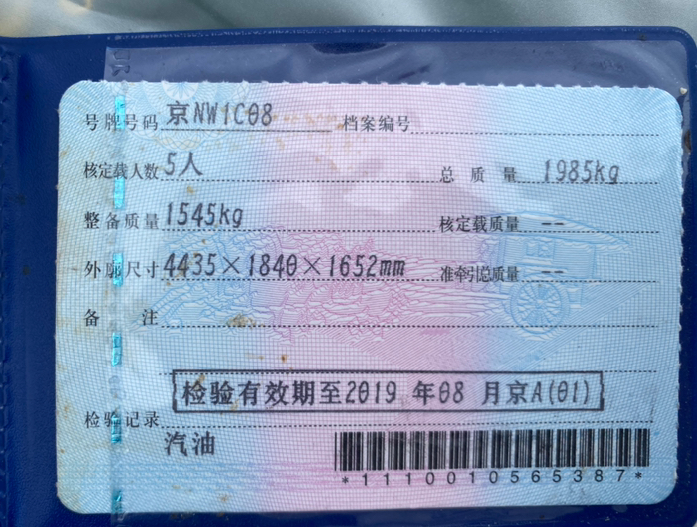 号牌号码 京NW1C08 档案编号
核定载人数 5人 总质量 1985kg
整备质量 1545kg 核定载质量 --
外廓尺寸 4435×1840×1652mm 准牵引总质量 --
备注
检验有效期至2019年08月京A(01)
检验记录
汽油
*1110010565387*